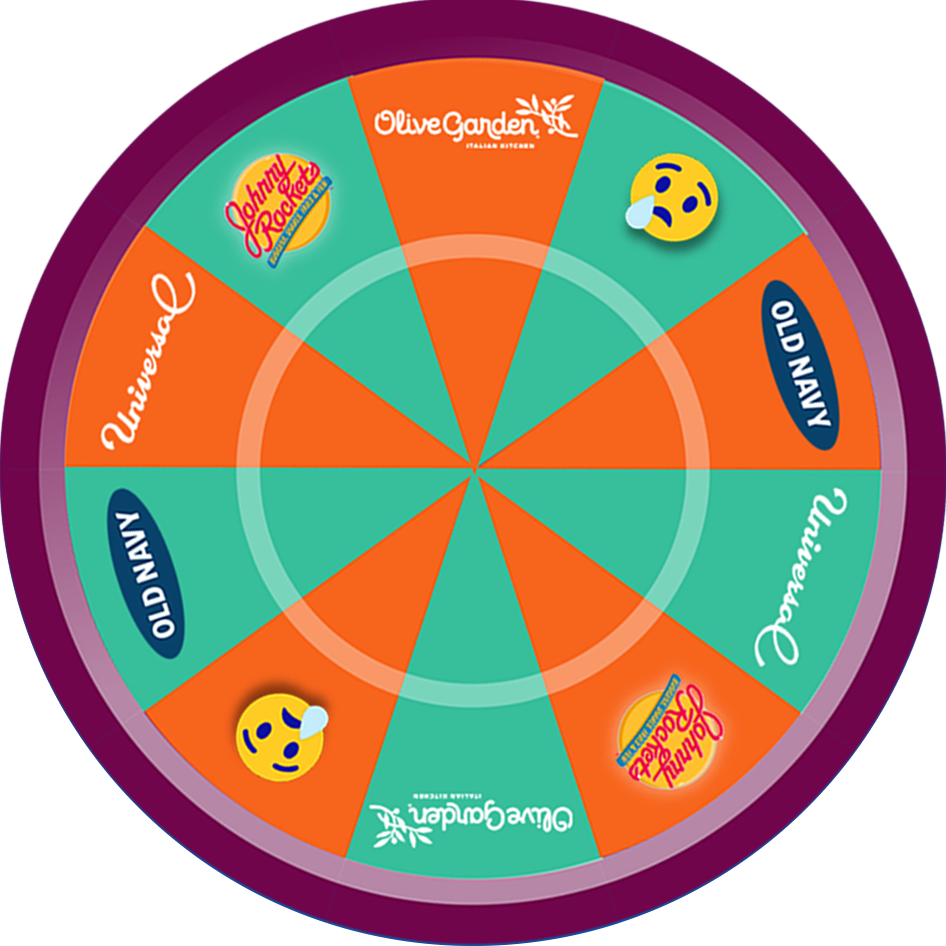 Olive Garden
ITALIAN KITCHEN
Johnny
Rockets
OLD NAVY
Universal
Universal
OLD NAVY
Johnny
Rockets
Olive Garden
ITALIAN KITCHEN